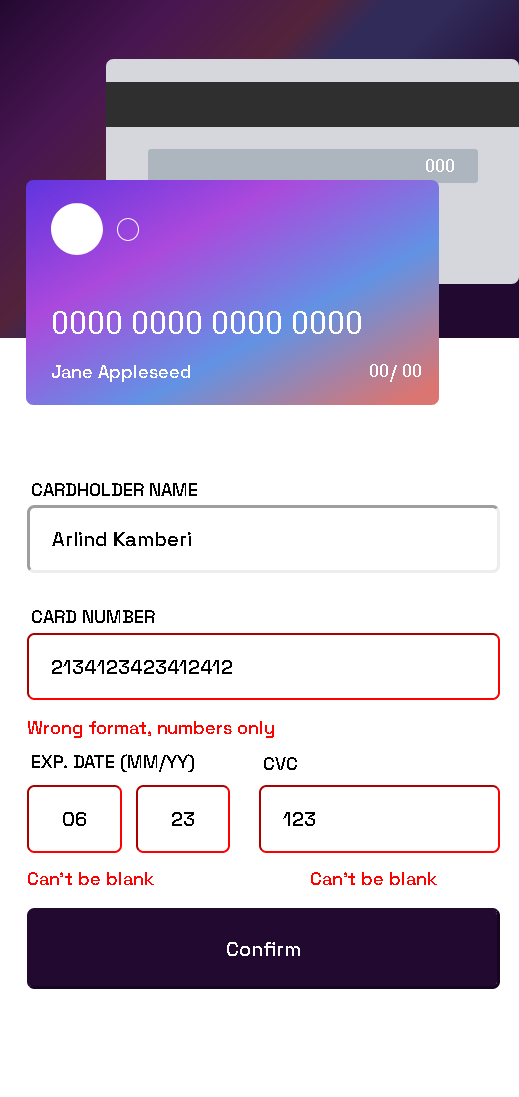 000
0000 0000 0000 0000
Jane Appleseed 00/ 00
CARDHOLDER NAME
Arlind Kamberi
CARD NUMBER
2134123423412412
Wrong format, numbers only
EXP. DATE (MM/YY) CVC
06 23 123
Can't be blank Can't be blank
Confirm